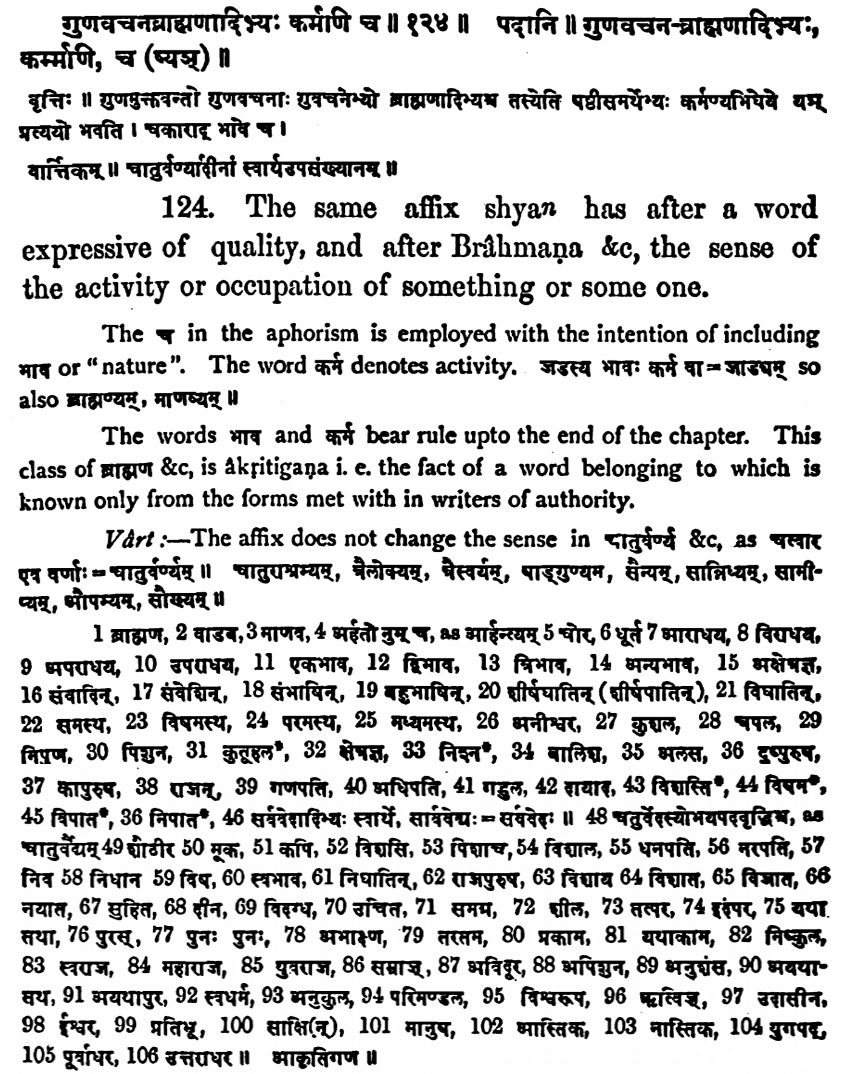 गुणवचनब्राह्मणादिभ्यः कर्मणि च ॥ १२४ ॥ पदानि ॥ गुणवचन-ब्राह्मणादिभ्यः,
कर्म्मणि, च (ष्यञ्) ॥
वृत्तिः ॥ गुणमुक्तवन्तो गुणवचनाः गुणवचनेभ्यो ब्राह्मणादिभ्यश्च तस्येति षष्ठीसमर्थेभ्यः कर्मण्यभिधेये यञ्
प्रत्ययो भवति । चकाराद् भावे च ।
वार्त्तिकम् ॥ चातुर्वर्ण्यादीनां स्वार्थउपसंख्यानम् ॥
124. The same affix shyan has after a word
expressive of quality, and after Brâhmaṇa &c, the sense of
the activity or occupation of something or some one.
The च in the aphorism is employed with the intention of including
भाव or "nature". The word कर्म denotes activity. जडस्य भावः कर्म वा = जाड्यम् so
also ब्राह्मण्यम्, माणव्यम् ॥
The words भाव and कर्म bear rule upto the end of the chapter. This
class of ब्राह्मण &c, is âkṛitigaṇa i. e. the fact of a word belonging to which is
known only from the forms met with in writers of authority.
Vârt :—The affix does not change the sense in चातुर्वर्ण्य &c, as चत्वार
एव वर्णाः = चातुर्वर्ण्यम् ॥ चातुराश्रम्यम्, त्रैलोक्यम्, त्रैस्वर्यम्, षाड्गुण्यम, सैन्यम्, सान्निध्यम्, सामी-
प्यम्, औपम्यम्, सौख्यम् ॥
1 ब्राह्मण, 2 वाडव, 3 माणव, 4 अर्हतो नुम् च, as आर्हन्त्यम् 5 चोर, 6 धूर्त 7 आराधय, 8 विराधय,
9 अपराधय, 10 उपराधय, 11 एकभाव, 12 द्विभाव, 13 त्रिभाव, 14 अन्यभाव, 15 अक्षेत्रज्ञ,
16 संवादिन्, 17 संवेशिन्, 18 संभाषिन्, 19 बहुभाषिन्, 20 शीर्षघातिन् (शीर्षपातिन्), 21 विघातिन्,
22 समस्थ, 23 विषमस्थ, 24 परमस्थ, 25 मध्यमस्थ, 26 अनीश्वर, 27 कुशल, 28 चपल, 29
निपुण, 30 पिशुन, 31 कुतूहल*, 32 क्षेत्रज्ञ, 33 निश्न*, 34 बालिश, 35 अलस, 36 दुष्पुरुष,
37 कापुरुष, 38 राजन्, 39 गणपति, 40 अधिपति, 41 गडुल, 42 दायाद, 43 विशस्ति*, 44 विषम*,
45 विपात*, 36 निपात*, 46 सर्ववेदादिभ्यः स्वार्थे, सार्ववेद्यः = सर्ववेदः ॥ 48 चतुर्वेदस्योभयपदवृद्धिश्च, as
चातुर्वैद्यम् 49 शौटीर 50 मूक, 51 कपि, 52 विशसि, 53 पिशाच, 54 विशाल, 55 धनपति, 56 नरपति, 57
निव 58 निधान 59 विष, 60 स्वभाव, 61 निघातिन्, 62 राजपुरुष, 63 विशाय 64 विशात, 65 विजात, 66
नयात, 67 सुहित, 68 दीन, 69 विदग्ध, 70 उचित, 71 समग्र, 72 शील, 73 तत्पर, 74 इदंपर, 75 यथा
तथा, 76 पुरस्, 77 पुनः पुनः, 78 अभीक्ष्ण, 79 तरतम, 80 प्रकाम, 81 यथाकाम, 82 निष्कुल,
83 स्वराज, 84 महाराज, 85 युवराज, 86 सम्राज्, 87 अविदूर, 88 अपिशुन, 89 अनुशंस, 90 अयथा-
तथ, 91 अयथापुर, 92 स्वधर्म, 93 अनुकुल, 94 परिमण्डल, 95 विश्वरूप, 96 ऋत्विज्, 97 उदासीन,
98 ईश्वर, 99 प्रतिभू, 100 साक्षि(न्), 101 मानुष, 102 आस्तिक, 103 नास्तिक, 104 युगपद्,
105 पूर्वाधर, 106 उत्तराधर ॥ आकृतिगण ॥